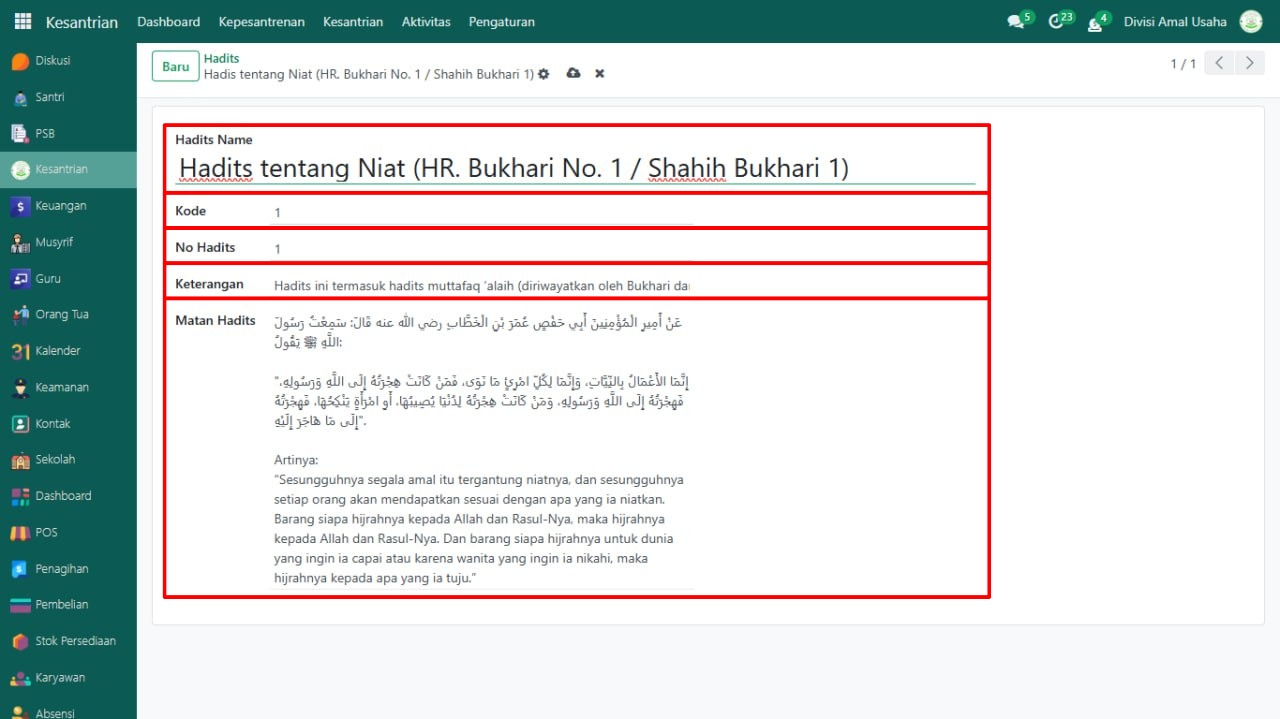 Kesantrian
Dashboard
Kepesantrenan
Kesantrian
Aktivitas
Pengaturan
5
23
4
Divisi Amal Usaha
Diskusi
Santri
PSB
Kesantrian
Keuangan
Musyrif
Guru
Orang Tua
Kalender
Keamanan
Kontak
Sekolah
Dashboard
POS
Penagihan
Pembelian
Stok Persediaan
Karyawan
Absensi
Baru
Hadits
Hadis tentang Niat (HR. Bukhari No. 1 / Shahih Bukhari 1)
1 / 1
Hadits Name
Hadits tentang Niat (HR. Bukhari No. 1 / Shahih Bukhari 1)
Kode 1
No Hadits 1
Keterangan Hadits ini termasuk hadits muttafaq ‘alaih (diriwayatkan oleh Bukhari da
Matan Hadits
عَنْ أَمِيرِ الْمُؤْمِنِينَ أَبِي حَفْصٍ عُمَرَ بْنِ الْخَطَّابِ رضي الله عنه قَالَ: سَمِعْتُ رَسُولَ
اللَّهِ ﷺ يَقُولُ:
"إِنَّمَا الأَعْمَالُ بِالنِّيَّاتِ، وَإِنَّمَا لِكُلِّ امْرِئٍ مَا نَوَى، فَمَنْ كَانَتْ هِجْرَتُهُ إِلَى اللَّهِ وَرَسُولِهِ،
فَهِجْرَتُهُ إِلَى اللَّهِ وَرَسُولِهِ، وَمَنْ كَانَتْ هِجْرَتُهُ لِدُنْيَا يُصِيبُهَا، أَوِ امْرَأَةٍ يَنْكِحُهَا، فَهِجْرَتُهُ
إِلَى مَا هَاجَرَ إِلَيْهِ".
Artinya:
“Sesungguhnya segala amal itu tergantung niatnya, dan sesungguhnya
setiap orang akan mendapatkan sesuai dengan apa yang ia niatkan.
Barang siapa hijrahnya kepada Allah dan Rasul-Nya, maka hijrahnya
kepada Allah dan Rasul-Nya. Dan barang siapa hijrahnya untuk dunia
yang ingin ia capai atau karena wanita yang ingin ia nikahi, maka
hijrahnya kepada apa yang ia tuju.”